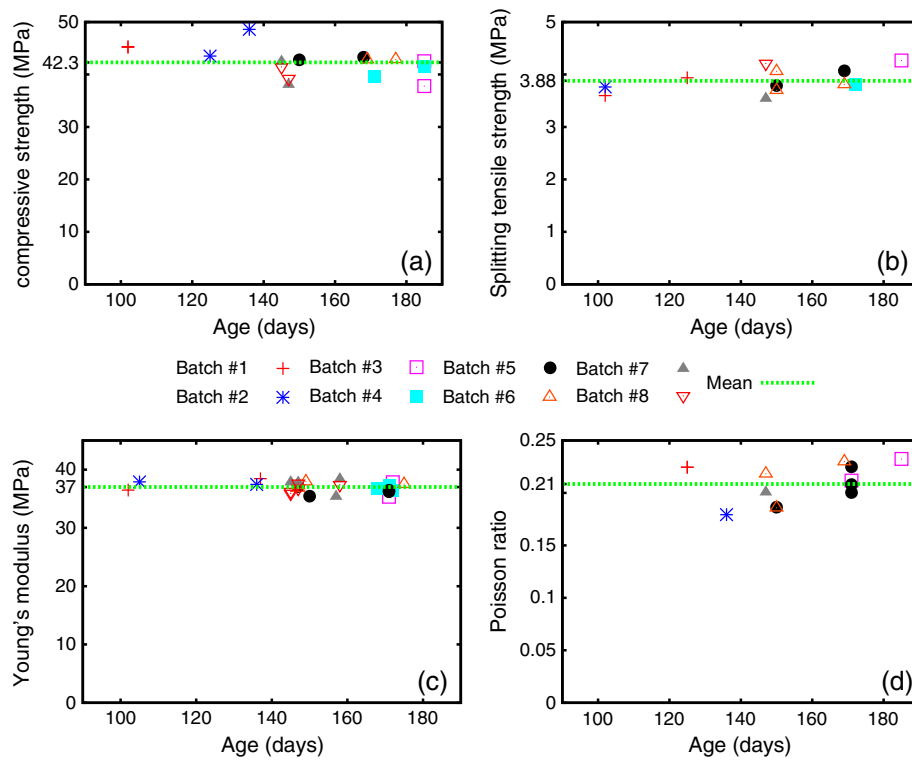 compressive strength (MPa)
50
42.3
30
20
10
0
100 120 140 160 180
Age (days)
(a)
Splitting tensile strength (MPa)
5
3.88
3
2
1
0
100 120 140 160 180
Age (days)
(b)
Batch #1 Batch #3 Batch #5 Batch #7
Mean
Batch #2 Batch #4 Batch #6 Batch #8
Young's modulus (MPa)
40
37
30
20
10
0
100 120 140 160 180
Age (days)
(c)
Poisson ratio
0.25
0.21
0.15
0.1
0.05
0
100 120 140 160 180
Age (days)
(d)